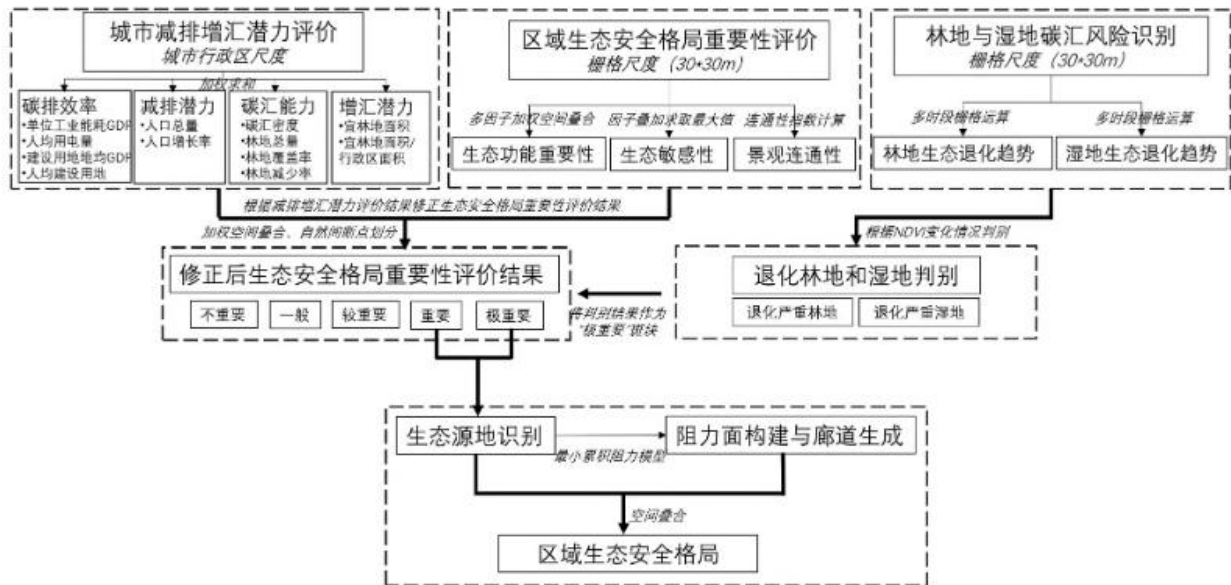 城市减排增汇潜力评价
城市行政区尺度
加权求和
碳排效率
•单位工业能耗GDP
•人均用电量
•建设用地地均GDP
•人均建设用地
减排潜力
•人口总量
•人口增长率
碳汇能力
•碳汇密度
•林地总量
•林地覆盖率
•林地减少率
增汇潜力
•宜林地面积
•宜林地面积/
行政区面积
区域生态安全格局重要性评价
栅格尺度（30*30m）
多因子加权空间叠合
因子叠加求取最大值
连通性指数计算
生态功能重要性
生态敏感性
景观连通性
林地与湿地碳汇风险识别
栅格尺度（30*30m）
多时段栅格运算
多时段栅格运算
林地生态退化趋势
湿地生态退化趋势
根据减排增汇潜力评价结果修正生态安全格局重要性评价结果
加权空间叠合、自然间断点划分
根据NDVI变化情况判别
修正后生态安全格局重要性评价结果
不重要
一般
较重要
重要
极重要
将判别结果作为
“极重要”斑块
退化林地和湿地判别
退化严重林地
退化严重湿地
生态源地识别
最小累积阻力模型
阻力面构建与廊道生成
空间叠合
区域生态安全格局